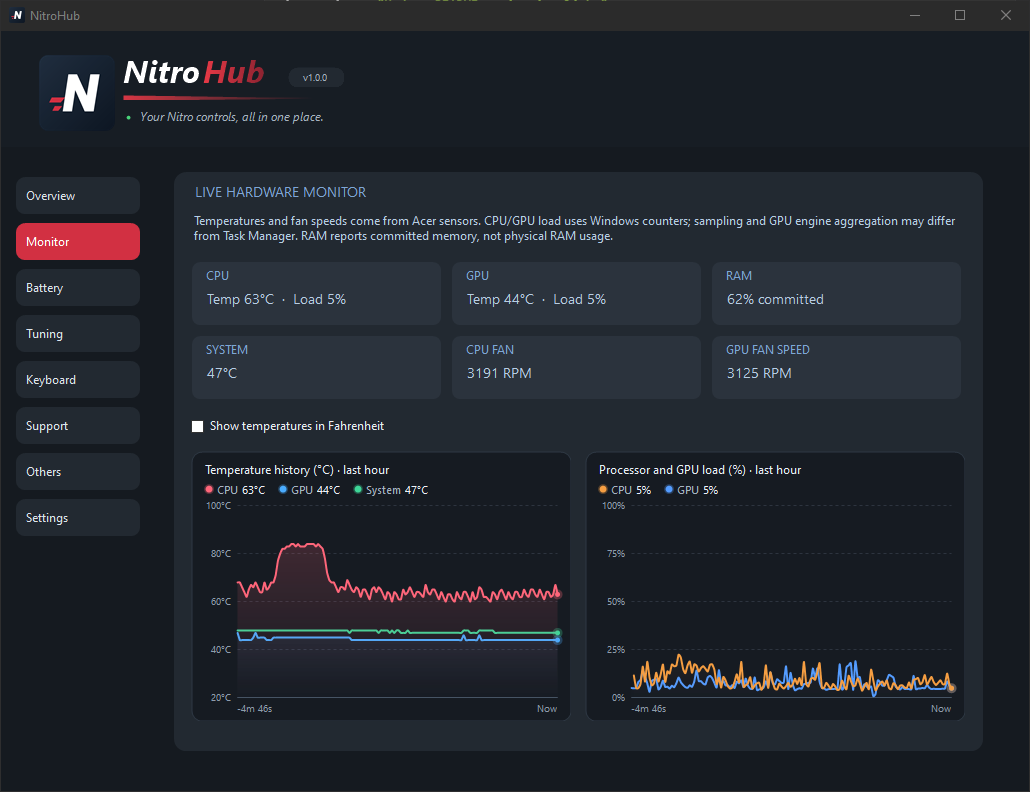 NitroHub
N
NitroHub
v1.0.0
Your Nitro controls, all in one place.
Overview
Monitor
Battery
Tuning
Keyboard
Support
Others
Settings
LIVE HARDWARE MONITOR
Temperatures and fan speeds come from Acer sensors. CPU/GPU load uses Windows counters; sampling and GPU engine aggregation may differ
from Task Manager. RAM reports committed memory, not physical RAM usage.
CPU
Temp 63°C · Load 5%
GPU
Temp 44°C · Load 5%
RAM
62% committed
SYSTEM
47°C
CPU FAN
3191 RPM
GPU FAN SPEED
3125 RPM
Show temperatures in Fahrenheit
Temperature history (°C) · last hour
CPU 63°C GPU 44°C System 47°C
100°C
80°C
60°C
40°C
20°C
-4m 46s Now
Processor and GPU load (%) · last hour
CPU 5% GPU 5%
100%
75%
50%
25%
0%
-4m 46s Now